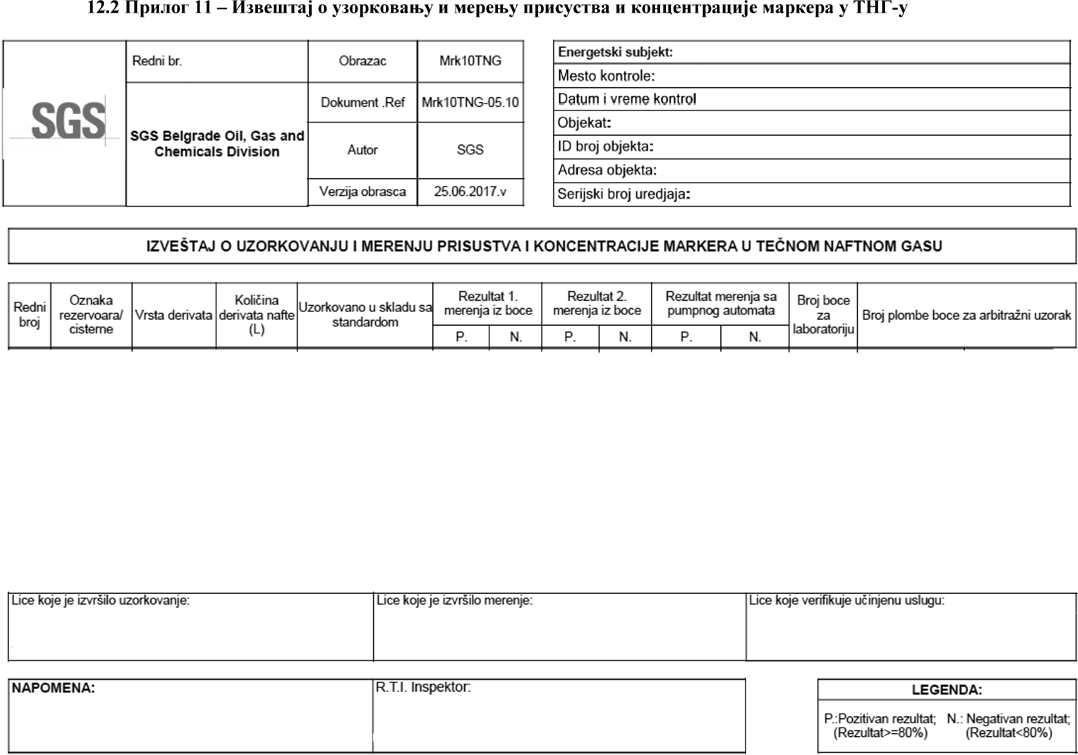 12.2 Прилог 11 – Извештај о узорковању и мерењу присуства и концентрације маркера у ТНГ-у
SGS
Redni br.
Obrazac
Mrk10TNG
SGS Belgrade Oil, Gas and
Chemicals Division
Dokument .Ref
Mrk10TNG-05.10
Autor
SGS
Verzija obrasca
25.06.2017.v
Energetski subjekt:
Mesto kontrole:
Datum i vreme kontrol
Objekat:
ID broj objekta:
Adresa objekta:
Serijski broj uredjaja:
IZVEŠTAJ O UZORKOVANJU I MERENJU PRISUSTVA I KONCENTRACIJE MARKERA U TEČNOM NAFTNOM GASU
Redni
broj
Oznaka
rezervoara/
cisterne
Vrsta derivata
Količina
derivata nafte
(L)
Uzorkovano u skladu sa
standardom
Rezultat 1.
merenja iz boce
P.
N.
Rezultat 2.
merenja iz boce
P.
N.
Rezultat merenja sa
pumpnog automata
P.
N.
Broj boce
za
laboratoriju
Broj plombe boce za arbitražni uzorak
Lice koje je izvršilo uzorkovanje:
Lice koje je izvršilo merenje:
Lice koje verifikuje učinjenu uslugu:
NAPOMENA:
R.T.I. Inspektor:
LEGENDA:
P.:Pozitivan rezultat;
(Rezultat>=80%)
N.: Negativan rezultat;
(Rezultat<80%)